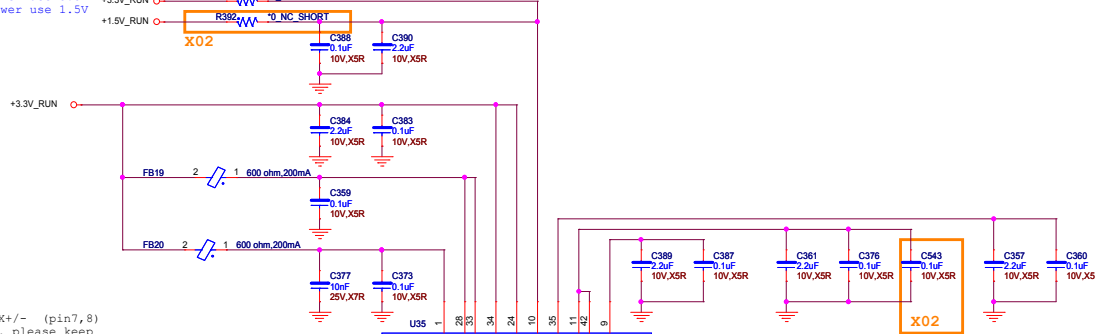 wer use 1.5V
+3.3V_RUN
+1.5V_RUN
R392 *0_NC_SHORT
X02
C388
0.1uF
10V,X5R
C390
2.2uF
10V,X5R
+3.3V_RUN
C384
2.2uF
10V,X5R
C383
0.1uF
10V,X5R
FB19 2 1 600 ohm,200mA
C359
0.1uF
10V,X5R
FB20 2 1 600 ohm,200mA
C377
10nF
25V,X7R
C373
0.1uF
10V,X5R
C389
2.2uF
10V,X5R
C387
0.1uF
10V,X5R
C361
2.2uF
10V,X5R
C376
0.1uF
10V,X5R
C543
0.1uF
10V,X5R
X02
C357
2.2uF
10V,X5R
C360
0.1uF
10V,X5
U35
1 28 33 34 24 10 35 11 42 9
X+/- (pin7,8)
, please keep